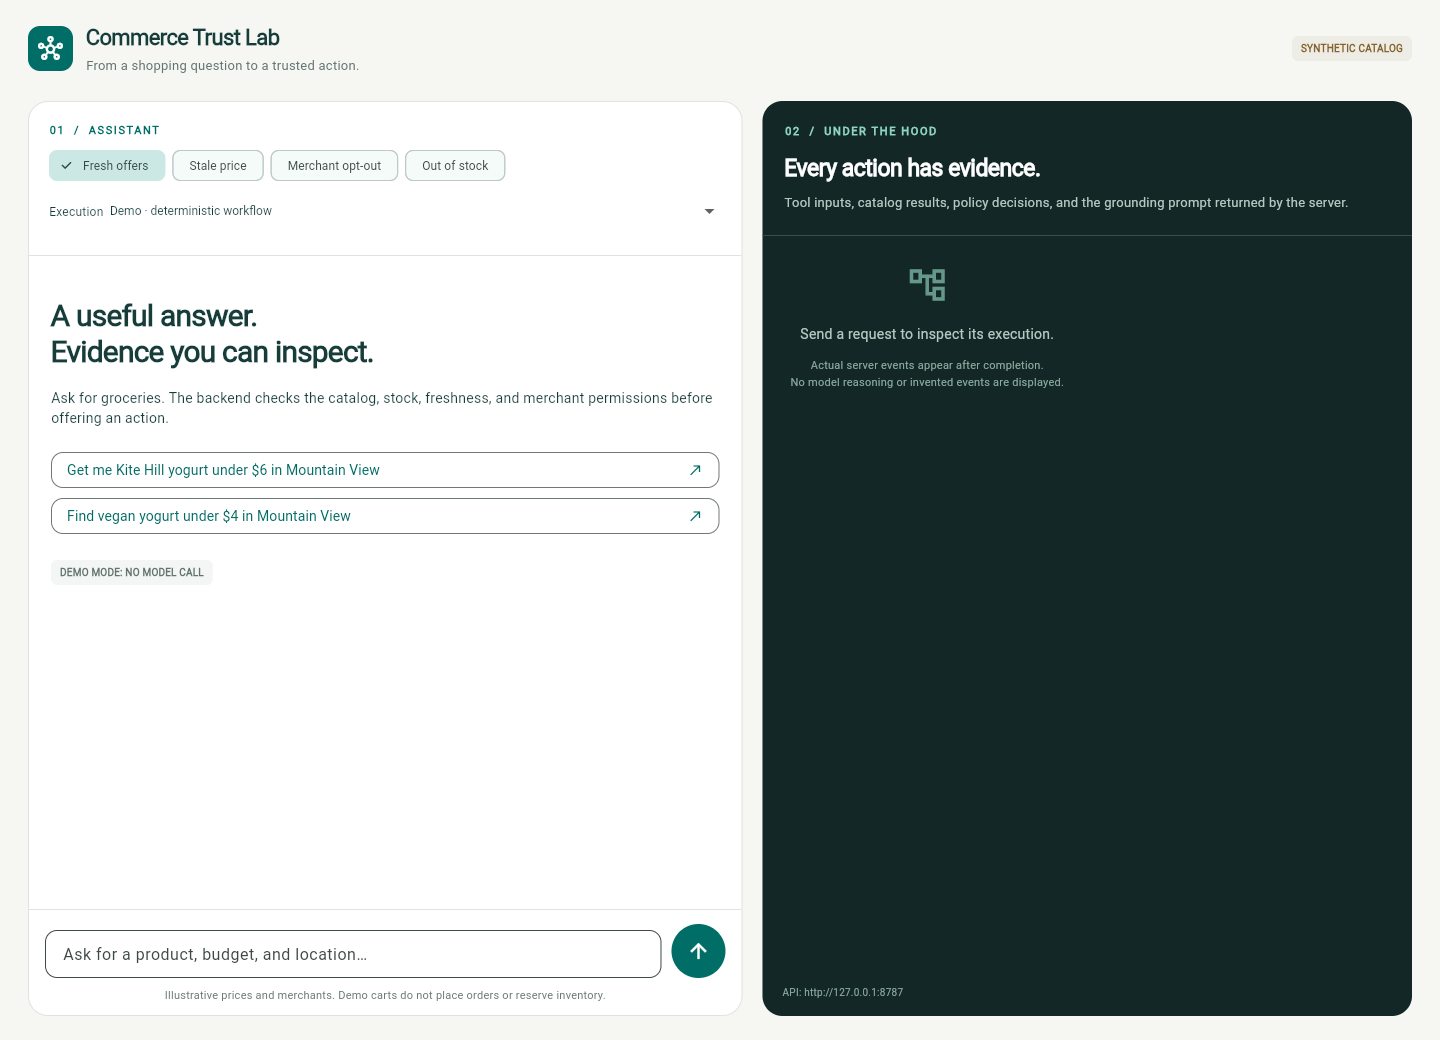 Commerce Trust Lab
From a shopping question to a trusted action.
SYNTHETIC CATALOG
01 / ASSISTANT
Fresh offers
Stale price
Merchant opt-out
Out of stock
Execution Demo · deterministic workflow
A useful answer.
Evidence you can inspect.
Ask for groceries. The backend checks the catalog, stock, freshness, and merchant permissions before
offering an action.
Get me Kite Hill yogurt under $6 in Mountain View
Find vegan yogurt under $4 in Mountain View
DEMO MODE: NO MODEL CALL
Ask for a product, budget, and location…
Illustrative prices and merchants. Demo carts do not place orders or reserve inventory.
02 / UNDER THE HOOD
Every action has evidence.
Tool inputs, catalog results, policy decisions, and the grounding prompt returned by the server.
Send a request to inspect its execution.
Actual server events appear after completion.
No model reasoning or invented events are displayed.
API: http://127.0.0.1:8787